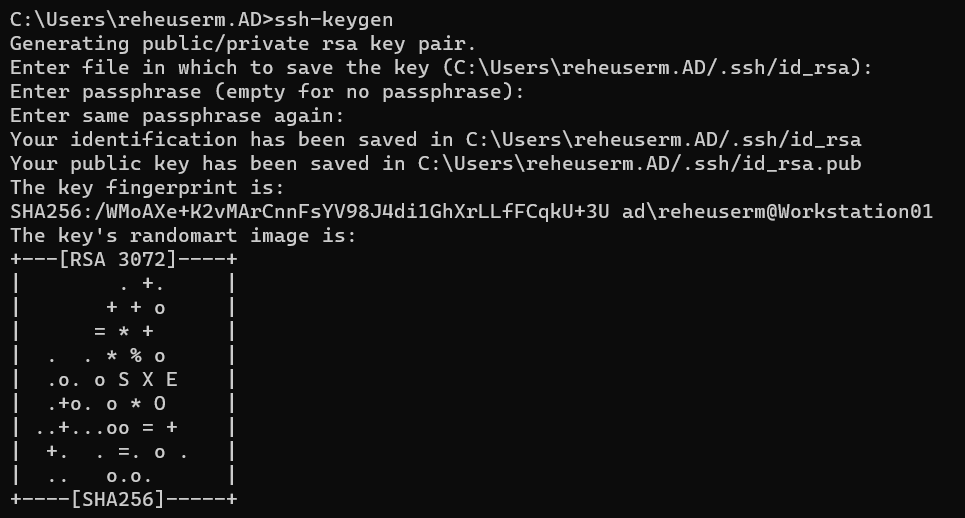 C:\Users\reheuserm.AD>ssh-keygen
Generating public/private rsa key pair.
Enter file in which to save the key (C:\Users\reheuserm.AD/.ssh/id_rsa):
Enter passphrase (empty for no passphrase):
Enter same passphrase again:
Your identification has been saved in C:\Users\reheuserm.AD/.ssh/id_rsa
Your public key has been saved in C:\Users\reheuserm.AD/.ssh/id_rsa.pub
The key fingerprint is:
SHA256:/WMoAXe+K2vMArCnnFsYV98J4di1GhXrLLfFCqkU+3U ad\reheuserm@Workstation01
The key's randomart image is:
+---[RSA 3072]----+
|        . +.     |
|       + + o     |
|      = * +      |
|  .  . * % o     |
|  .o. o S X E    |
|  .+o. o * O     |
| ..+...oo = +    |
|  +.  . =. o .   |
|  ..   o.o.      |
+----[SHA256]-----+